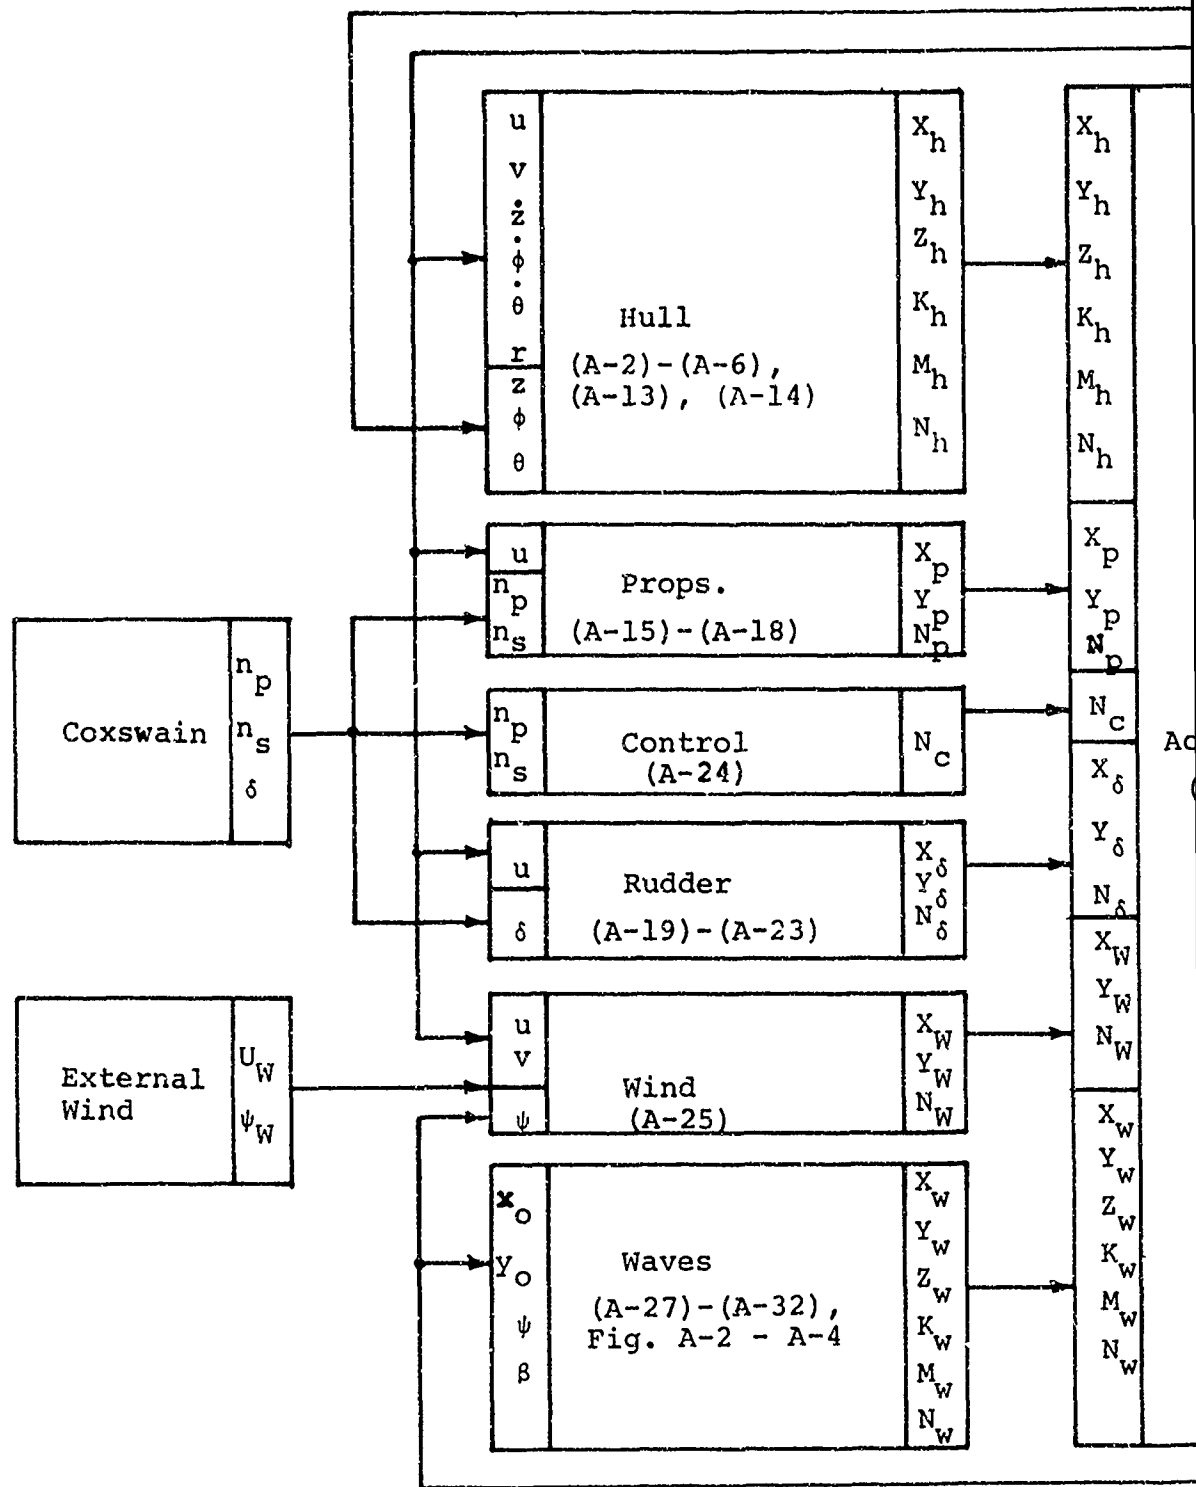 u
v
ż
φ̇
θ̇
r
z
φ
θ
Hull
(A-2)-(A-6),
(A-13), (A-14)
X_h
Y_h
Z_h
K_h
M_h
N_h
X_h
Y_h
Z_h
K_h
M_h
N_h
u
n_p
n_s
Props.
(A-15)-(A-18)
X_p
Y_p
N_p
X_p
Y_p
N_p
Coxswain
n_p
n_s
δ
n_p
n_s
Control
(A-24)
N_c
N_c
Ac
(
u
δ
Rudder
(A-19)-(A-23)
X_δ
Y_δ
N_δ
X_δ
Y_δ
N_δ
External
Wind
U_W
ψ_W
u
v
ψ
Wind
(A-25)
X_W
Y_W
N_W
X_W
Y_W
N_W
x_o
y_o
ψ
β
Waves
(A-27)-(A-32),
Fig. A-2 - A-4
X_w
Y_w
Z_w
K_w
M_w
N_w
X_w
Y_w
Z_w
K_w
M_w
N_w